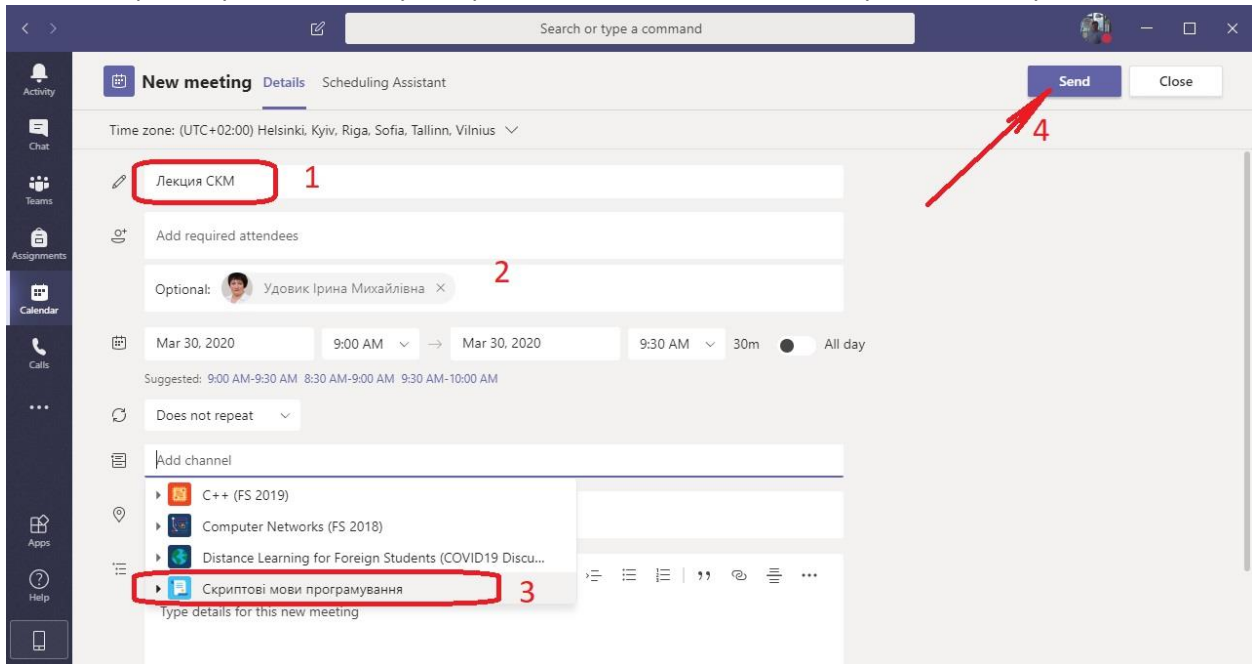 Search or type a command
Activity
Chat
Teams
Assignments
Calendar
Calls
Apps
Help
New meeting Details Scheduling Assistant
Send Close
4
Time zone: (UTC+02:00) Helsinki, Kyiv, Riga, Sofia, Tallinn, Vilnius
Лекция СКМ 1
Add required attendees
Optional: Удовик Ірина Михайлівна × 2
Mar 30, 2020 9:00 AM → Mar 30, 2020 9:30 AM 30m All day
Suggested: 9:00 AM-9:30 AM 8:30 AM-9:00 AM 9:30 AM-10:00 AM
Does not repeat
Add channel
C++ (FS 2019)
Computer Networks (FS 2018)
Distance Learning for Foreign Students (COVID19 Discu...
Скриптові мови програмування 3
Type details for this new meeting